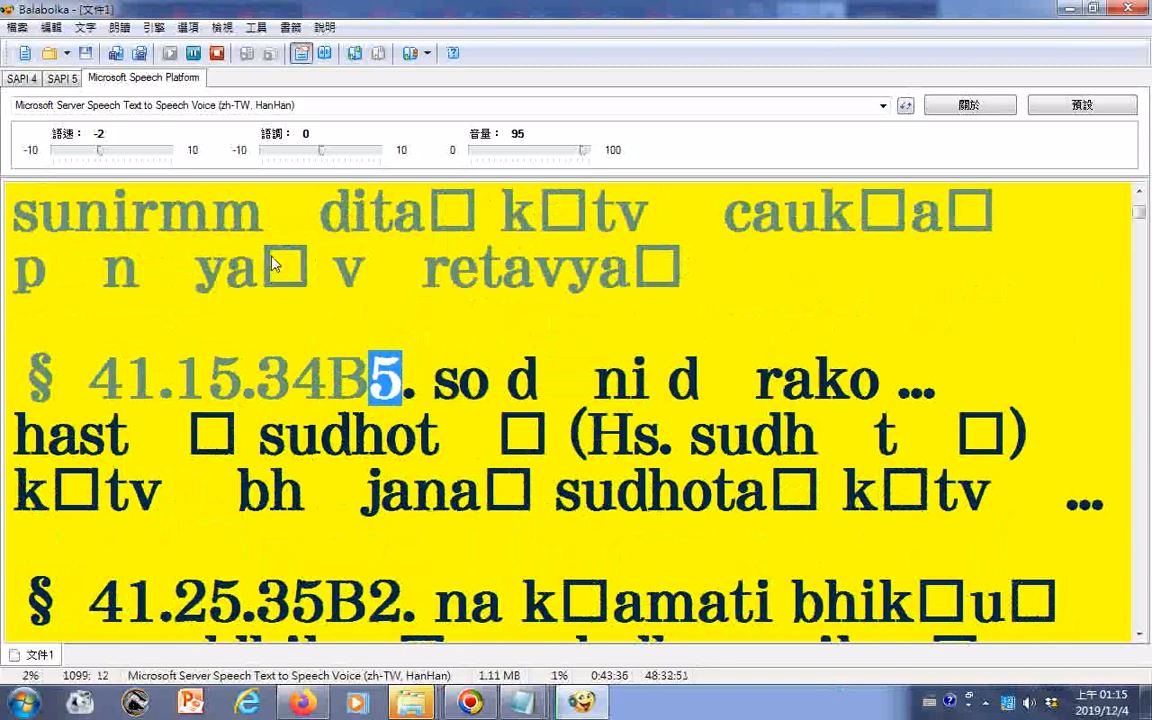 Balabolka - [文件1]
檔案 編輯 文字 朗讀 引擎 選項 檢視 工具 書籤 說明
SAPI 4 SAPI 5 Microsoft Speech Platform
Microsoft Server Speech Text to Speech Voice (zh-TW, HanHan) 關於 預設
語速： -2 語調： 0 音量： 95
-10 10 -10 10 0 100
sunirmm dita□ k□tv cauk□a□
p n ya□ v retavya□
§ 41.15.34B5. so d ni d rako ...
hast □ sudhot □ (Hs. sudh t □)
k□tv bh jana□ sudhota□ k□tv ...
§ 41.25.35B2. na k□amati bhik□u□
文件1
2% 1099; 12 Microsoft Server Speech Text to Speech Voice (zh-TW, HanHan) 1.11 MB 1% 0:43:36 48:32:51
上午 01:15
2019/12/4